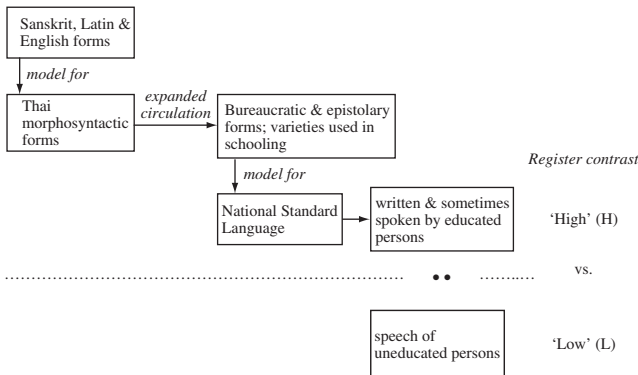 Sanskrit, Latin &
English forms
model for
Thai
morphosyntactic
forms
expanded
circulation
Bureaucratic & epistolary
forms; varieties used in
schooling
model for
Register contrast
National Standard
Language
written & sometimes
spoken by educated
persons
‘High’ (H)
vs.
speech of
uneducated persons
‘Low’ (L)